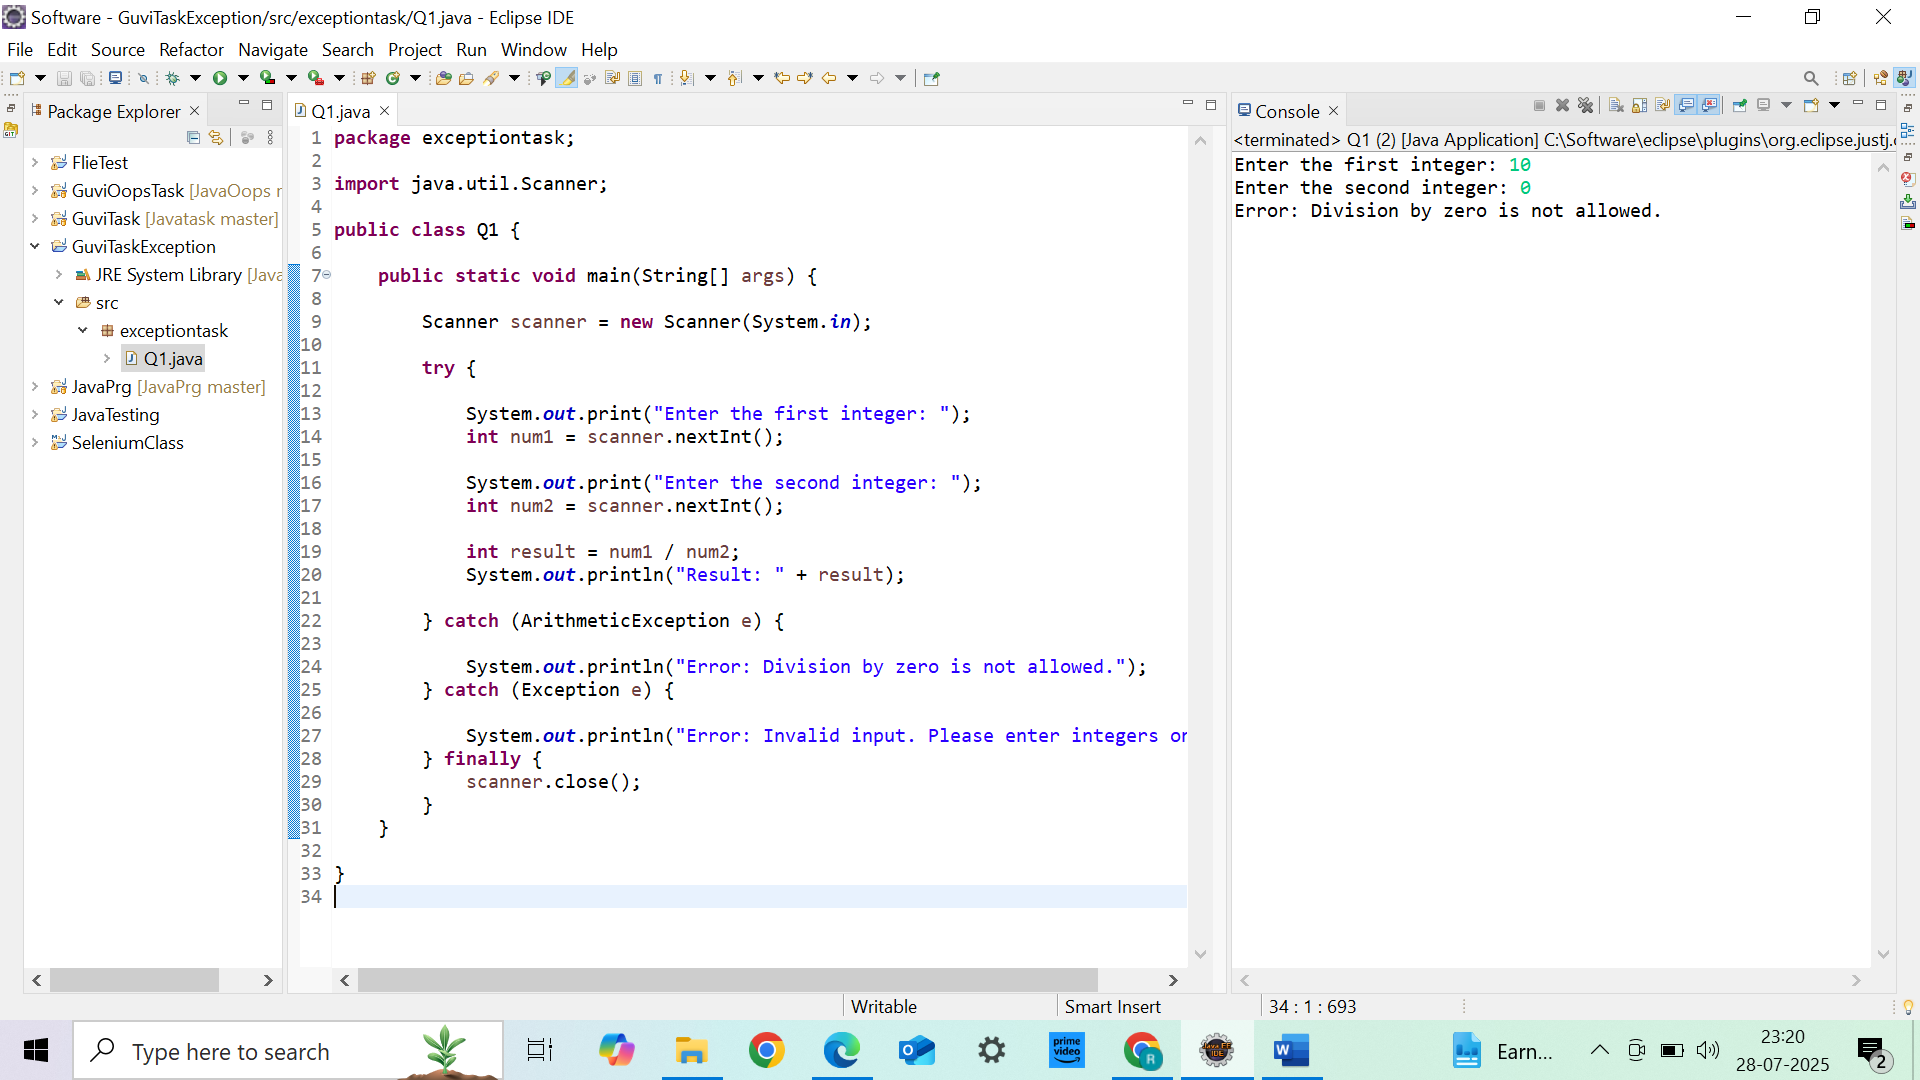 Software - GuviTaskException/src/exceptiontask/Q1.java - Eclipse IDE
File Edit Source Refactor Navigate Search Project Run Window Help
Package Explorer
FlieTest
GuviOopsTask [JavaOops
GuviTask [Javatask master]
GuviTaskException
JRE System Library [Java
src
exceptiontask
Q1.java
JavaPrg [JavaPrg master]
JavaTesting
SeleniumClass
Q1.java
1 package exceptiontask;
2
3 import java.util.Scanner;
4
5 public class Q1 {
6
7 public static void main(String[] args) {
8
9 Scanner scanner = new Scanner(System.in);
10
11 try {
12
13 System.out.print("Enter the first integer: ");
14 int num1 = scanner.nextInt();
15
16 System.out.print("Enter the second integer: ");
17 int num2 = scanner.nextInt();
18
19 int result = num1 / num2;
20 System.out.println("Result: " + result);
21
22 } catch (ArithmeticException e) {
23
24 System.out.println("Error: Division by zero is not allowed.");
25 } catch (Exception e) {
26
27 System.out.println("Error: Invalid input. Please enter integers
28 } finally {
29 scanner.close();
30 }
31 }
32
33 }
34
Console
<terminated> Q1 (2) [Java Application] C:\Software\eclipse\plugins\org.eclipse.justj.
Enter the first integer: 10
Enter the second integer: 0
Error: Division by zero is not allowed.
Writable Smart Insert 34 : 1 : 693
Type here to search
prime video
Earn...
23:20
28-07-2025
2